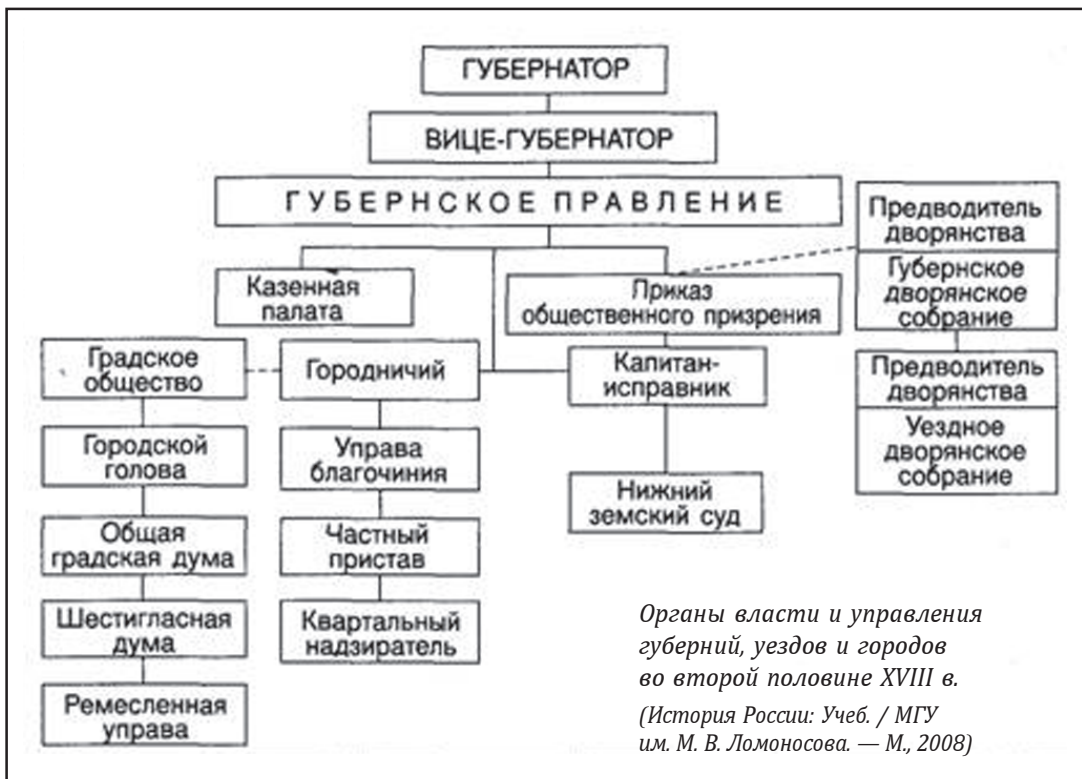 ГУБЕРНАТОР
ВИЦЕ-ГУБЕРНАТОР
ГУБЕРНСКОЕ ПРАВЛЕНИЕ
Предводитель
дворянства
Губернское
дворянское
собрание
Казенная
палата
Приказ
общественного призрения
Градское
общество
Городничий
Капитан-
исправник
Предводитель
дворянства
Уездное
дворянское
собрание
Городской
голова
Управа
благочиния
Нижний
земский суд
Общая
градская дума
Частный
пристав
Шестигласная
дума
Квартальный
надзиратель
Ремесленная
управа
Органы власти и управления
губерний, уездов и городов
во второй половине XVIII в.
(История России: Учеб. / МГУ
им. М. В. Ломоносова. — М., 2008)